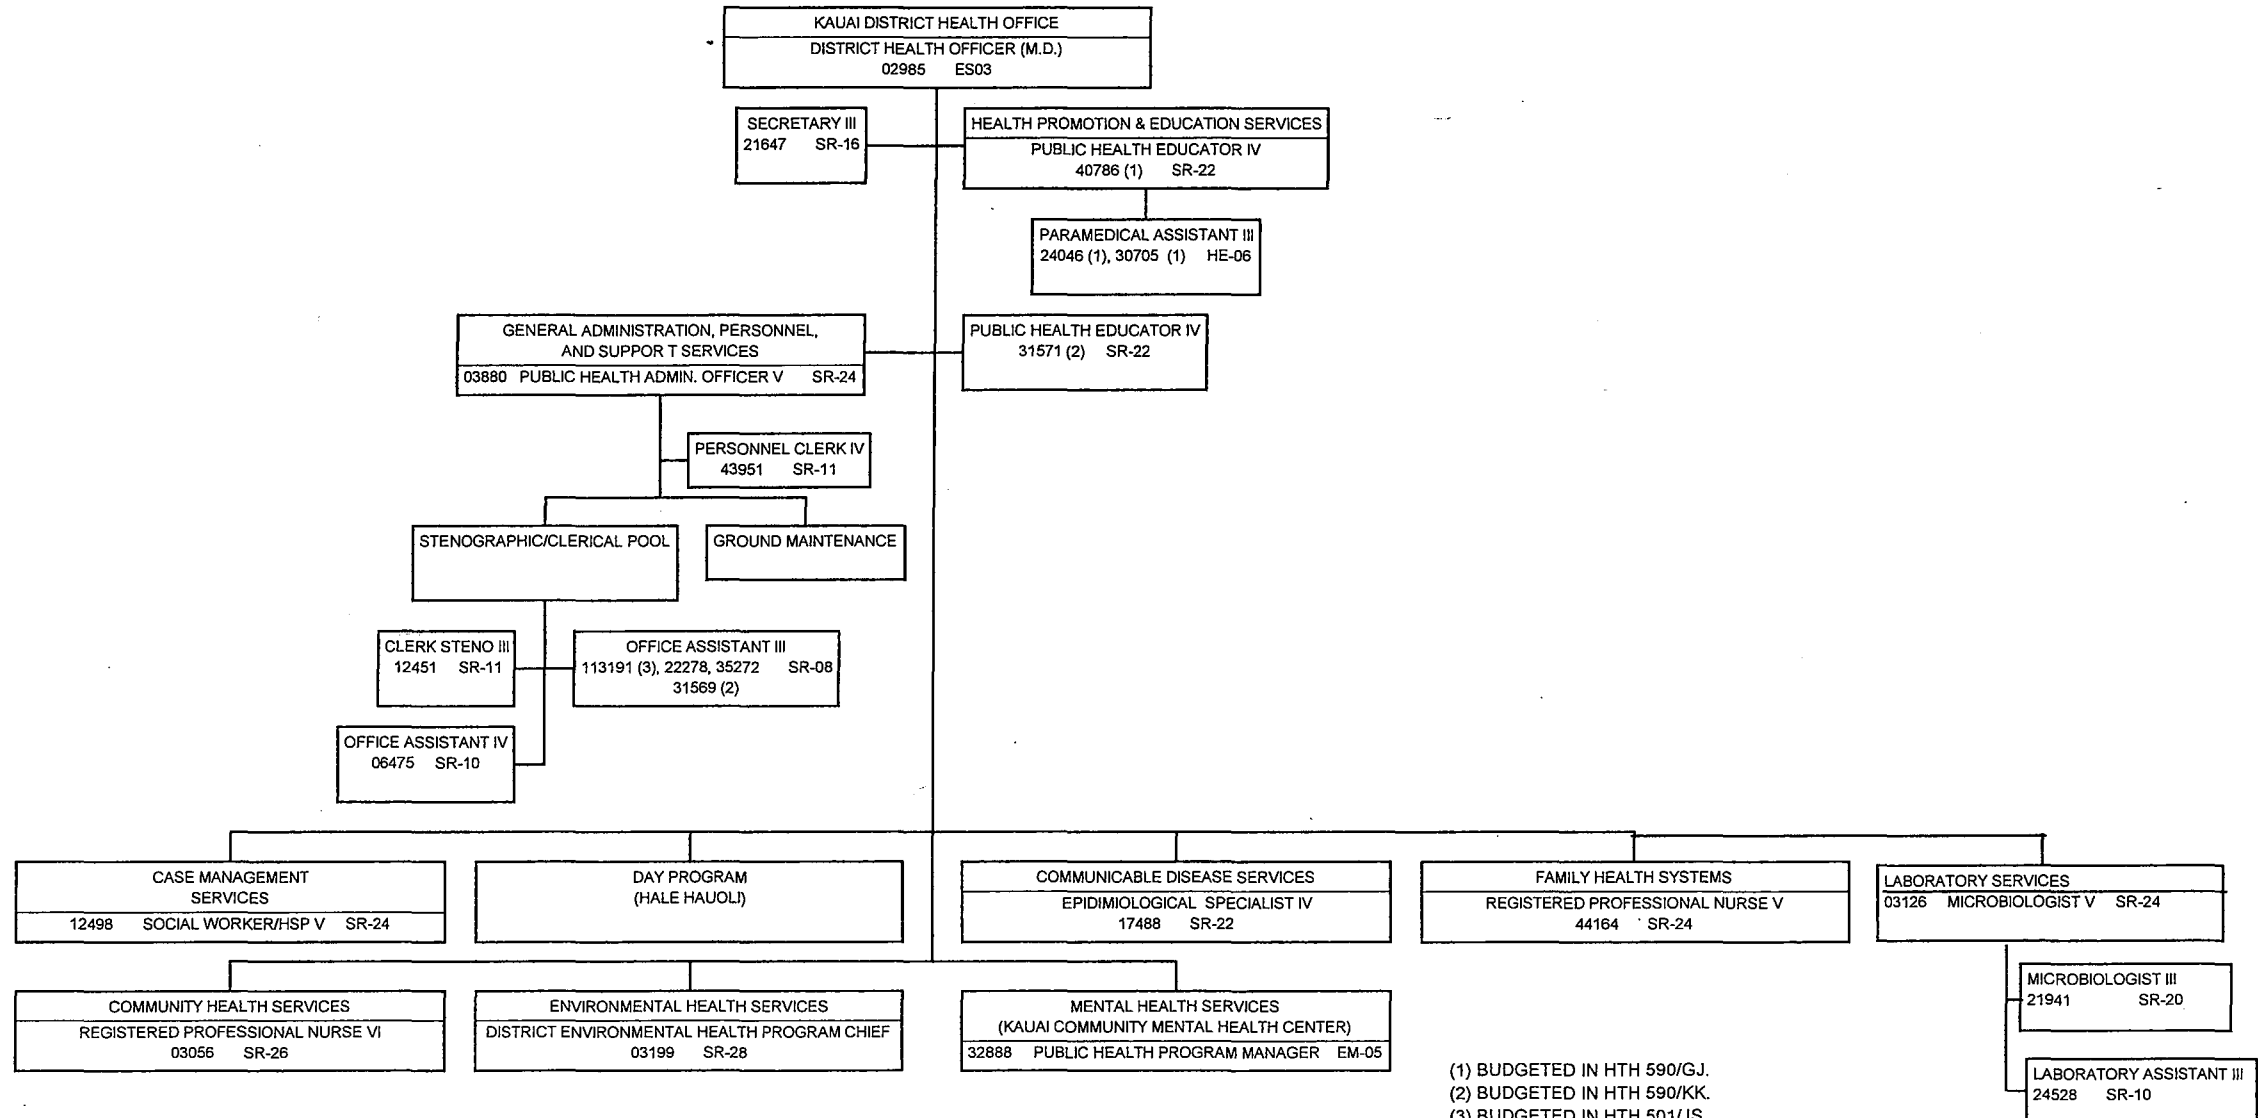 KAUAI DISTRICT HEALTH OFFICE
DISTRICT HEALTH OFFICER (M.D.)
02985 ES03
SECRETARY III
21647 SR-16
HEALTH PROMOTION & EDUCATION SERVICES
PUBLIC HEALTH EDUCATOR IV
40786 (1) SR-22
PARAMEDICAL ASSISTANT III
24046 (1), 30705 (1) HE-06
GENERAL ADMINISTRATION, PERSONNEL,
AND SUPPOR T SERVICES
03880 PUBLIC HEALTH ADMIN. OFFICER V SR-24
PUBLIC HEALTH EDUCATOR IV
31571 (2) SR-22
PERSONNEL CLERK IV
43951 SR-11
STENOGRAPHIC/CLERICAL POOL
GROUND MAINTENANCE
CLERK STENO III
12451 SR-11
OFFICE ASSISTANT III
113191 (3), 22278, 35272 SR-08
31569 (2)
OFFICE ASSISTANT IV
06475 SR-10
CASE MANAGEMENT
SERVICES
12498 SOCIAL WORKER/HSP V SR-24
DAY PROGRAM
(HALE HAUOLI)
COMMUNICABLE DISEASE SERVICES
EPIDIMIOLOGICAL SPECIALIST IV
17488 SR-22
FAMILY HEALTH SYSTEMS
REGISTERED PROFESSIONAL NURSE V
44164 SR-24
LABORATORY SERVICES
03126 MICROBIOLOGIST V SR-24
MICROBIOLOGIST III
21941 SR-20
LABORATORY ASSISTANT III
24528 SR-10
COMMUNITY HEALTH SERVICES
REGISTERED PROFESSIONAL NURSE VI
03056 SR-26
ENVIRONMENTAL HEALTH SERVICES
DISTRICT ENVIRONMENTAL HEALTH PROGRAM CHIEF
03199 SR-28
MENTAL HEALTH SERVICES
(KAUAI COMMUNITY MENTAL HEALTH CENTER)
32888 PUBLIC HEALTH PROGRAM MANAGER EM-05
(1) BUDGETED IN HTH 590/GJ.
(2) BUDGETED IN HTH 590/KK.
(3) BUDGETED IN HTH 501/JS.